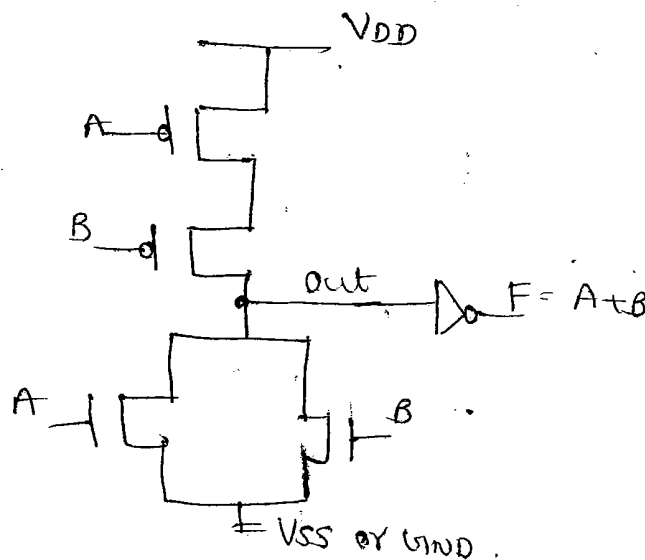 VDD
A
B
out
F = A+B
A
B
VSS or GND.